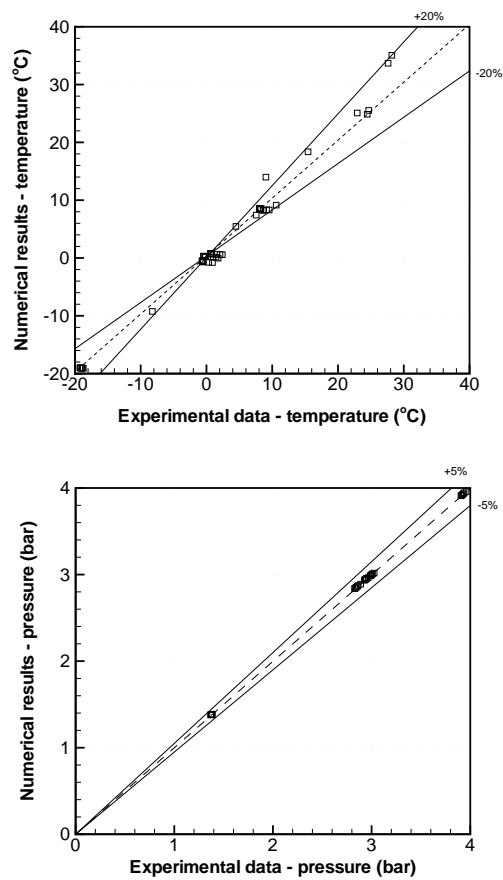 +20%
40
-20%
30
20
10
0
-10
-20
Numerical results - temperature (°C)
-20 -10 0 10 20 30 40
Experimental data - temperature (°C)
+5%
4
-5%
3
2
1
0
Numerical results - pressure (bar)
0 1 2 3 4
Experimental data - pressure (bar)